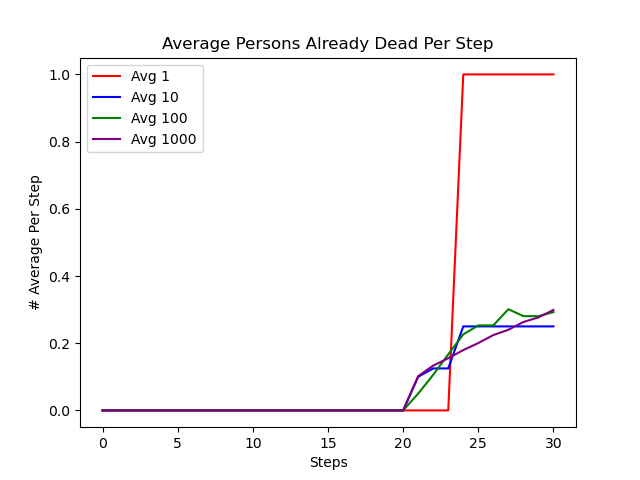 Average Persons Already Dead Per Step
Avg 1
Avg 10
Avg 100
Avg 1000
# Average Per Step
1.0
0.8
0.6
0.4
0.2
0.0
0 5 10 15 20 25 30
Steps